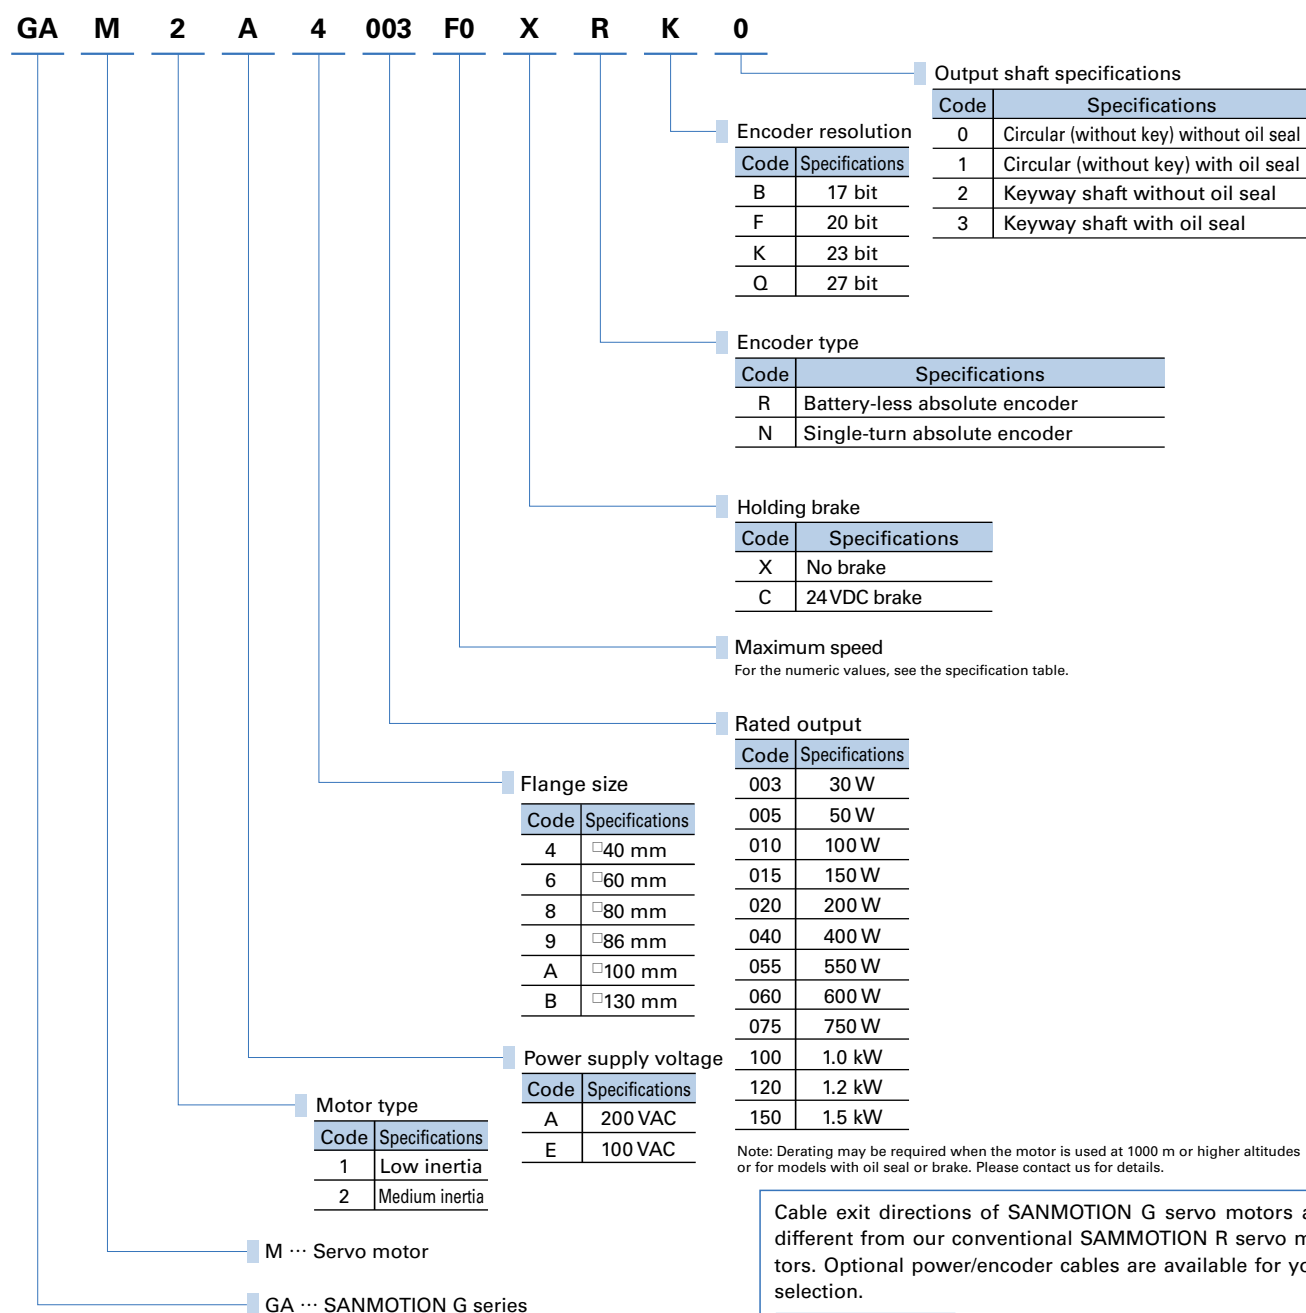 GA M 2 A 4 003 F0 X R K 0
Output shaft specifications
Code Specifications
0 Circular (without key) without oil seal
1 Circular (without key) with oil seal
2 Keyway shaft without oil seal
3 Keyway shaft with oil seal
Encoder resolution
Code Specifications
B 17 bit
F 20 bit
K 23 bit
Q 27 bit
Encoder type
Code Specifications
R Battery-less absolute encoder
N Single-turn absolute encoder
Holding brake
Code Specifications
X No brake
C 24 VDC brake
Maximum speed
For the numeric values, see the specification table.
Rated output
Code Specifications
003 30 W
005 50 W
010 100 W
015 150 W
020 200 W
040 400 W
055 550 W
060 600 W
075 750 W
100 1.0 kW
120 1.2 kW
150 1.5 kW
Note: Derating may be required when the motor is used at 1000 m or higher altitudes
or for models with oil seal or brake. Please contact us for details.
Flange size
Code Specifications
4 □40 mm
6 □60 mm
8 □80 mm
9 □86 mm
A □100 mm
B □130 mm
Power supply voltage
Code Specifications
A 200 VAC
E 100 VAC
Motor type
Code Specifications
1 Low inertia
2 Medium inertia
M ··· Servo motor
GA ··· SANMOTION G series
Cable exit directions of SANMOTION G servo motors
different from our conventional SAMMOTION R servo
tors. Optional power/encoder cables are available for
selection.